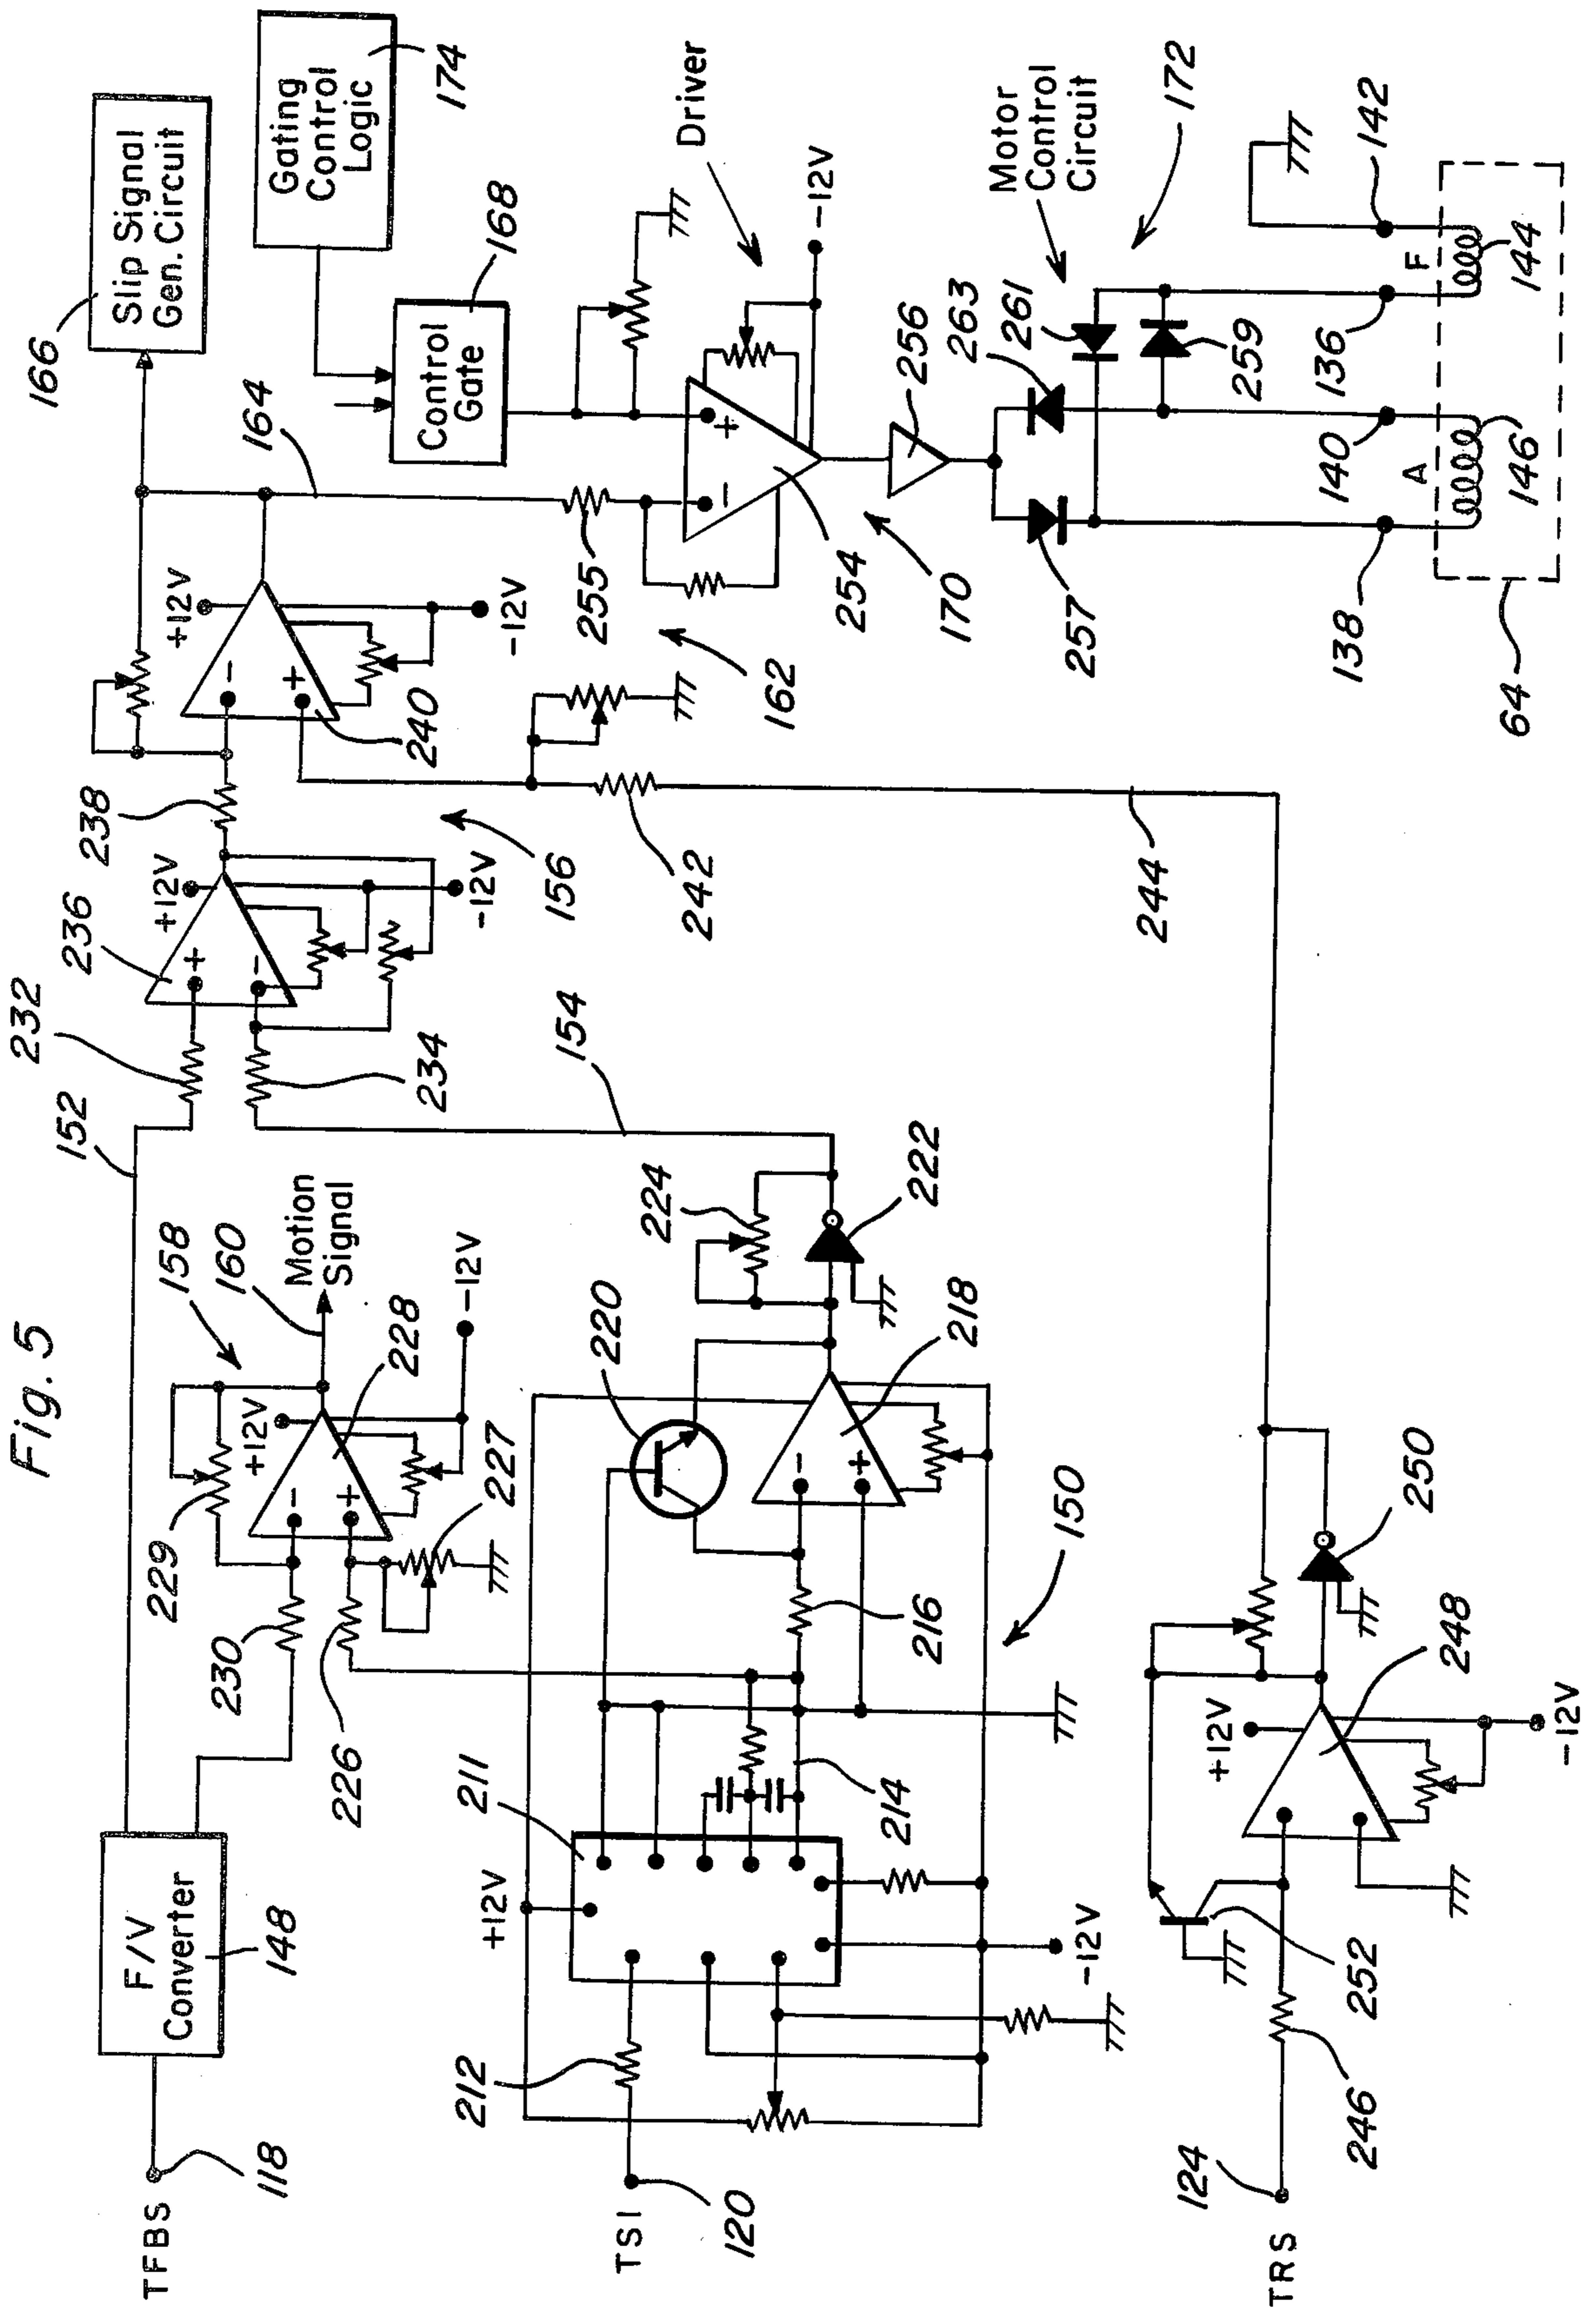 Fig. 5
TFBS
118
F/V
Converter
148
152
232
234
236
+12V
-12V
238
156
240
+12V
-12V
162
164
166
Slip Signal
Gen. Circuit
Gating
Control
Logic
174
Control
Gate
168
Driver
-12V
255
254
170
256
Motor
Control
Circuit
172
263
261
257
259
138
140
136
142
A
F
146
144
64
230
229
226
227
228
+12V
-12V
158
160
Motion
Signal
TSI
120
212
211
+12V
-12V
214
216
218
220
222
224
150
154
TRS
124
246
252
248
+12V
-12V
250
244
242
+
-
-
+
-
+
-
+
-
+